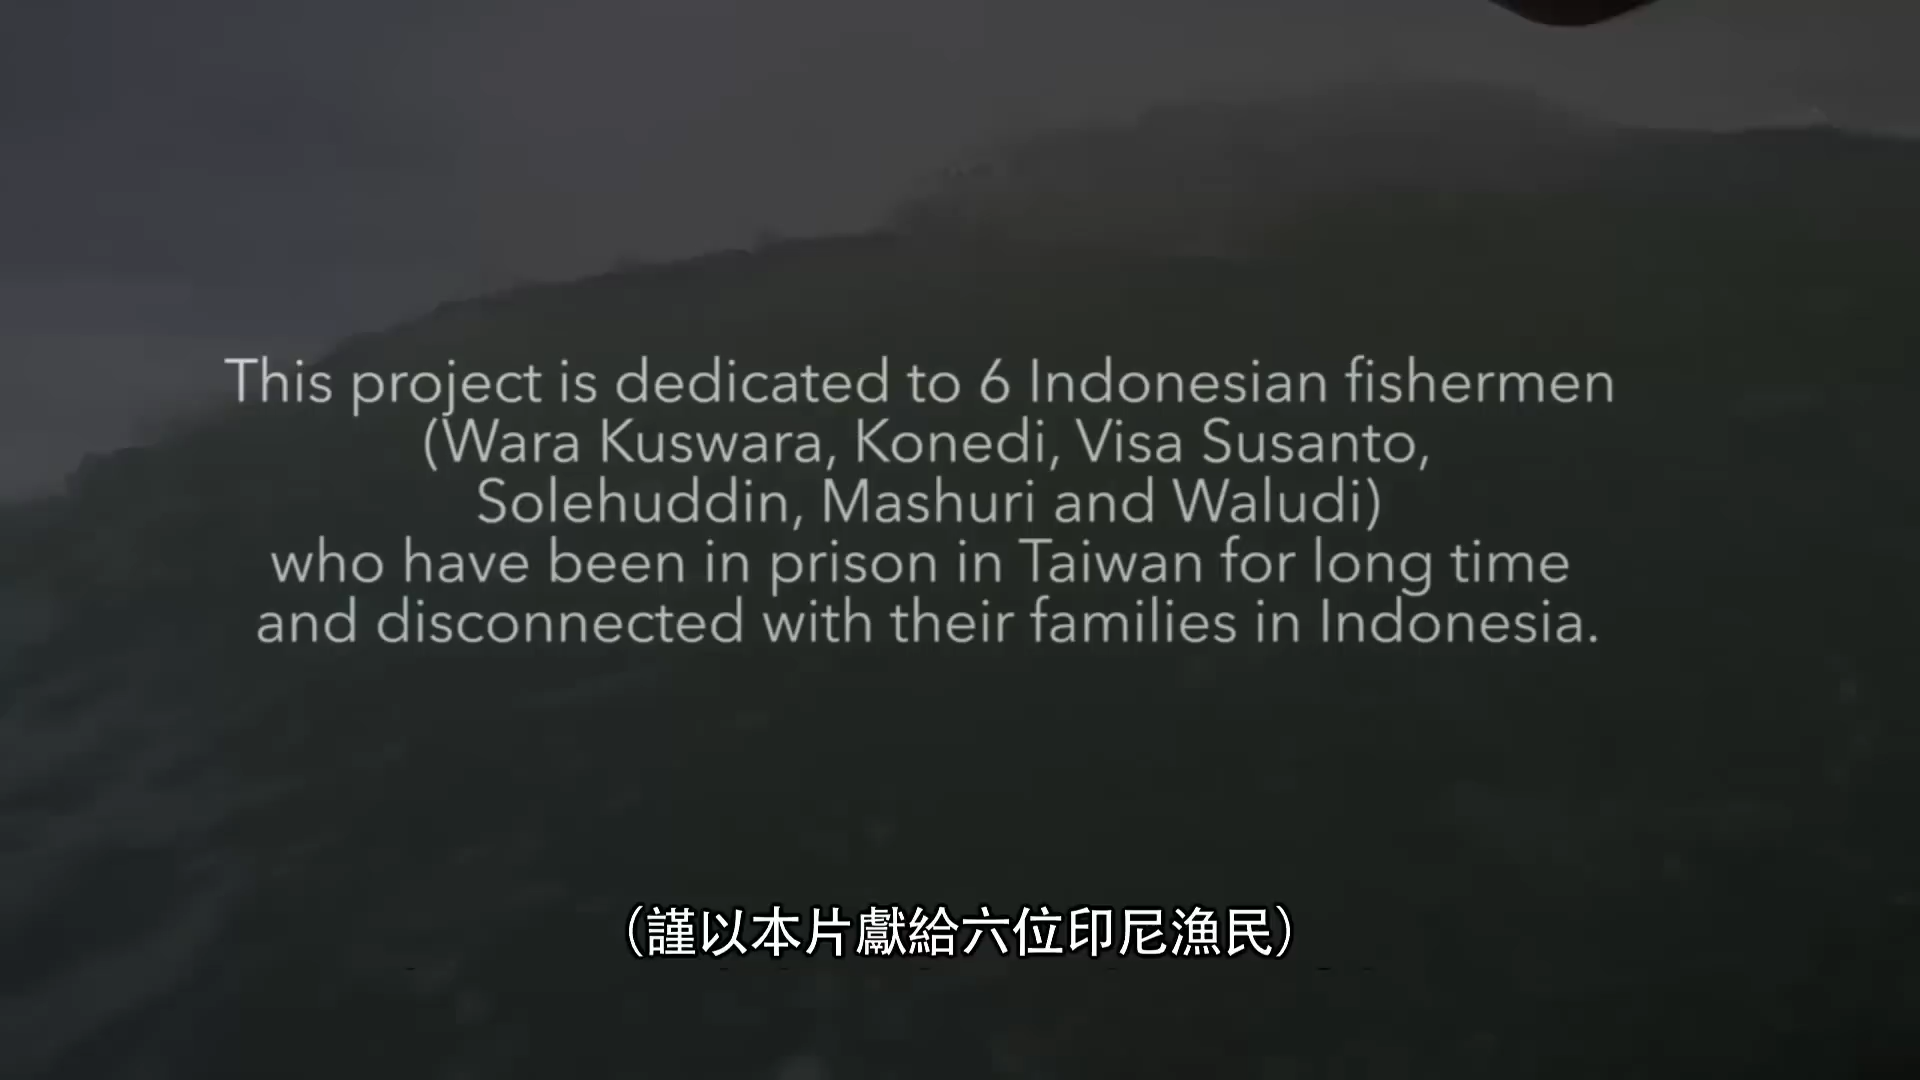 This project is dedicated to 6 Indonesian fishermen
(Wara Kuswara, Konedi, Visa Susanto,
Solehuddin, Mashuri and Waludi)
who have been in prison in Taiwan for long time
and disconnected with their families in Indonesia.
（謹以本片獻給六位印尼漁民）